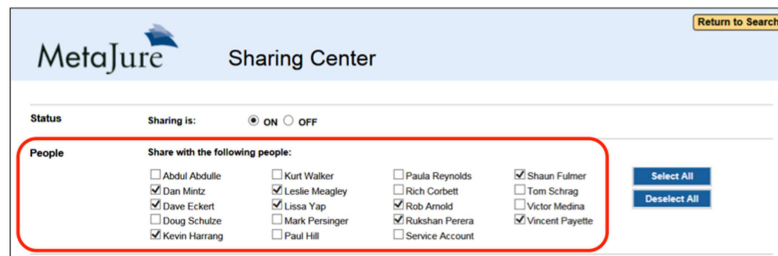 Return to Search
MetaJure
Sharing Center
Status
Sharing is:
ON
OFF
People
Share with the following people:
Abdul Abdulle
Kurt Walker
Paula Reynolds
Shaun Fulmer
Select All
Dan Mintz
Leslie Meagley
Rich Corbett
Tom Schrag
Dave Eckert
Lissa Yap
Rob Arnold
Victor Medina
Deselect All
Doug Schulze
Mark Persinger
Rukshan Perera
Vincent Payette
Kevin Harrang
Paul Hill
Service Account